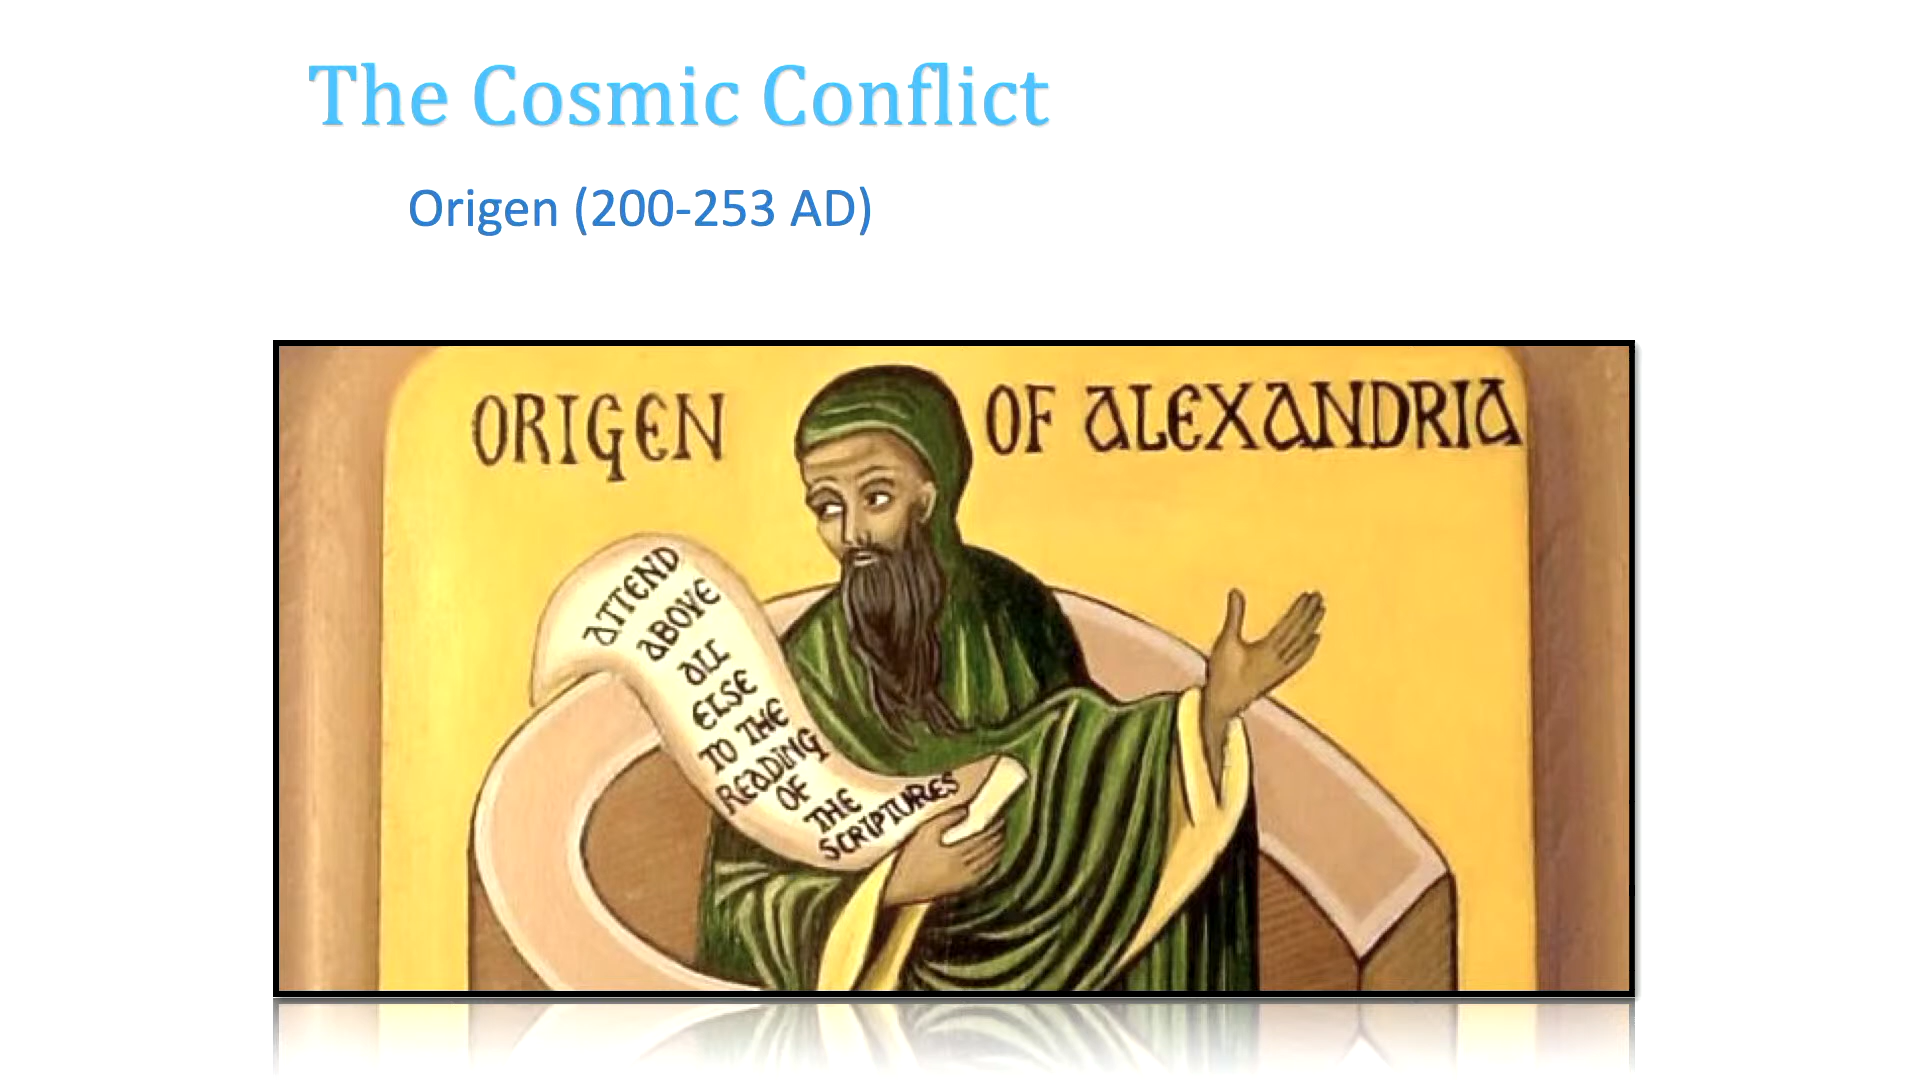 The Cosmic Conflict
Origen (200-253 AD)
ORIGEN OF ALEXANDRIA
ATTEND
ABOVE
ALL
ELSE
TO THE
READING
OF
THE
SCRIPTURES